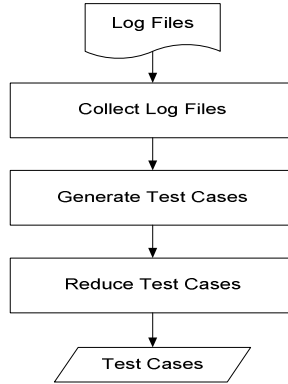 Log Files
Collect Log Files
Generate Test Cases
Reduce Test Cases
Test Cases